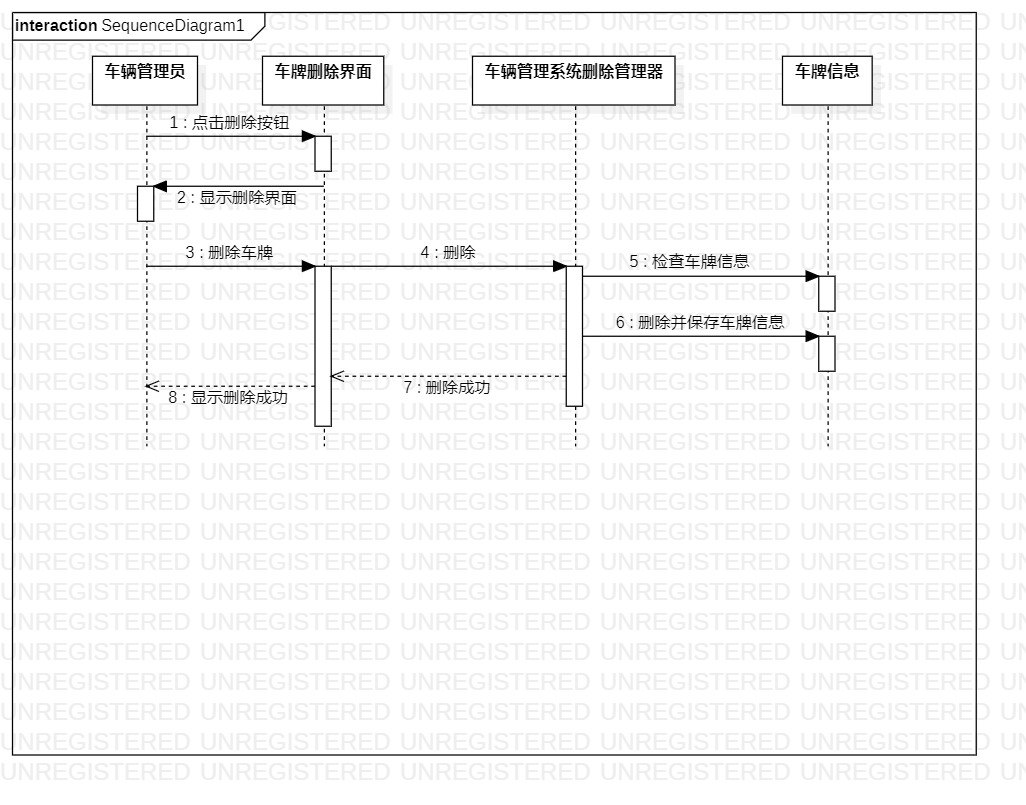 interaction SequenceDiagram1
车辆管理员
车牌删除界面
车辆管理系统删除管理器
车牌信息
1 : 点击删除按钮
2 : 显示删除界面
3 : 删除车牌
4 : 删除
5 : 检查车牌信息
6 : 删除并保存车牌信息
7 : 删除成功
8 : 显示删除成功
UNREGISTERED